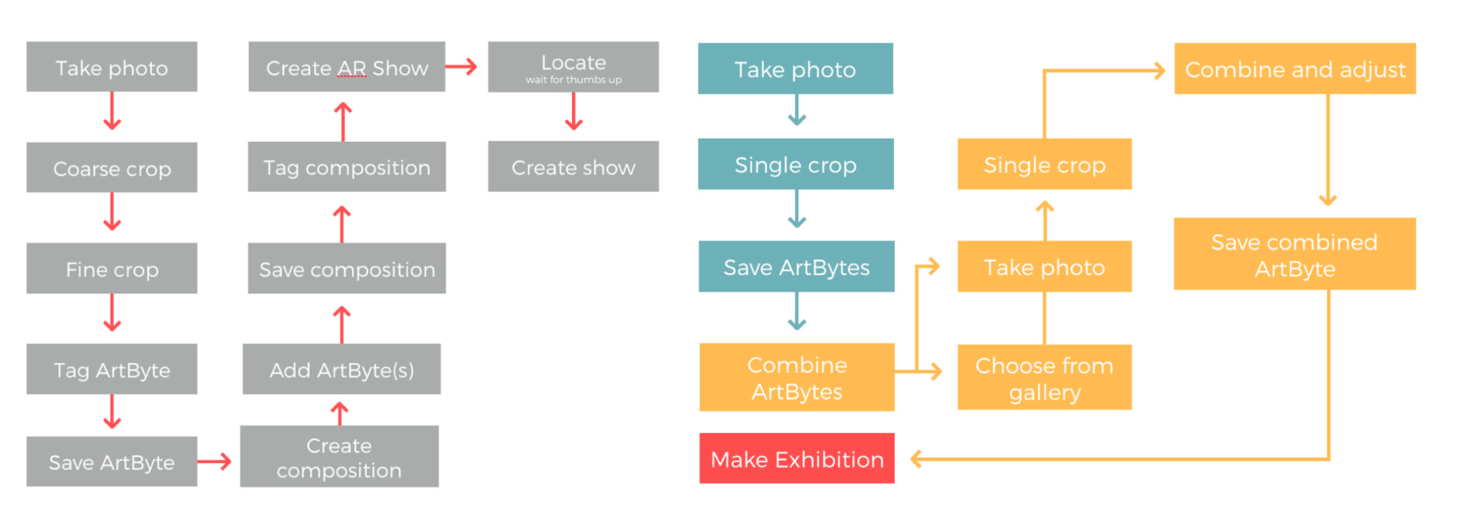 Take photo
Coarse crop
Fine crop
Tag ArtByte
Save ArtByte
Create
composition
Add ArtByte(s)
Save composition
Tag composition
Create AR Show
Locate
wait for thumbs up
Create show
Take photo
Single crop
Save ArtBytes
Combine
ArtBytes
Choose from
gallery
Take photo
Single crop
Combine and adjust
Save combined
ArtByte
Make Exhibition